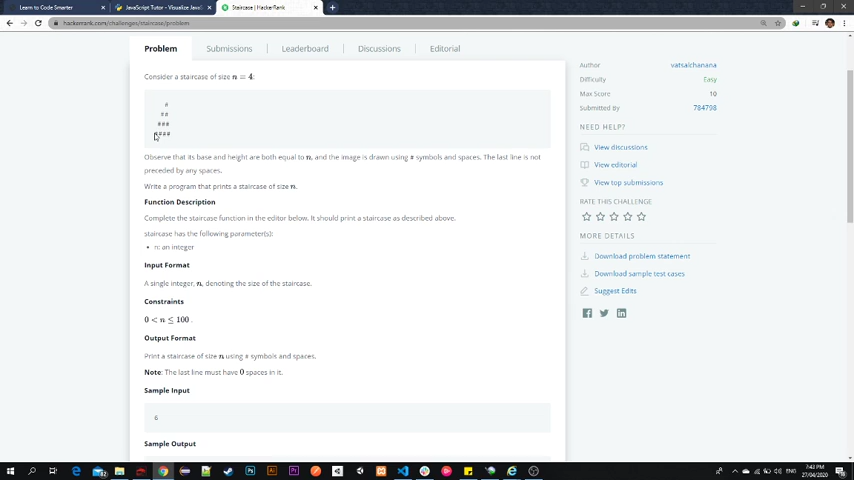 Learn to Code Smarter
JavaScript Tutor - Visualize JavaS
Staircase | HackerRank
hackerrank.com/challenges/staircase/problem
Problem
Submissions
Leaderboard
Discussions
Editorial
Consider a staircase of size n = 4:
#
##
###
####
Observe that its base and height are both equal to n, and the image is drawn using # symbols and spaces. The last line is not
preceded by any spaces.
Write a program that prints a staircase of size n.
Function Description
Complete the staircase function in the editor below. It should print a staircase as described above.
staircase has the following parameter(s):
• n: an integer
Input Format
A single integer, n, denoting the size of the staircase.
Constraints
0 < n ≤ 100 .
Output Format
Print a staircase of size n using # symbols and spaces.
Note: The last line must have 0 spaces in it.
Sample Input
6
Sample Output
Author vatsalchanana
Difficulty Easy
Max Score 10
Submitted By 784798
NEED HELP?
View discussions
View editorial
View top submissions
RATE THIS CHALLENGE
MORE DETAILS
Download problem statement
Download sample test cases
Suggest Edits
ENG
7:43 PM
27/04/2020